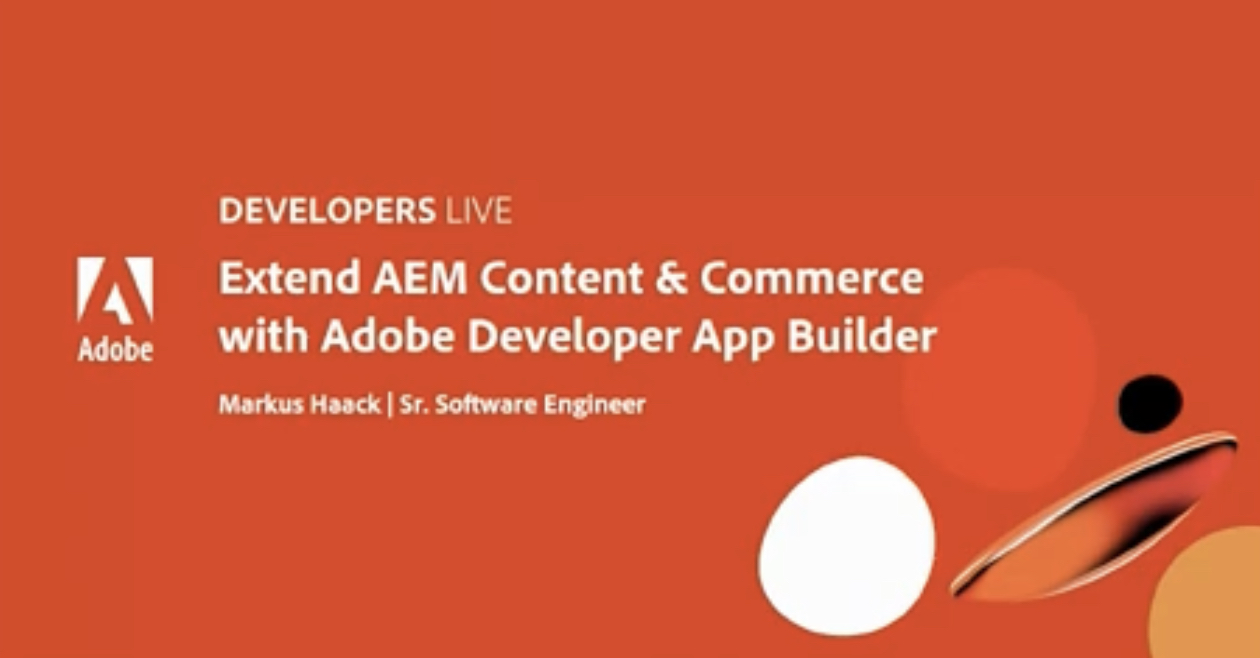 DEVELOPERS LIVE
Extend AEM Content & Commerce
with Adobe Developer App Builder
Adobe
Markus Haack | Sr. Software Engineer